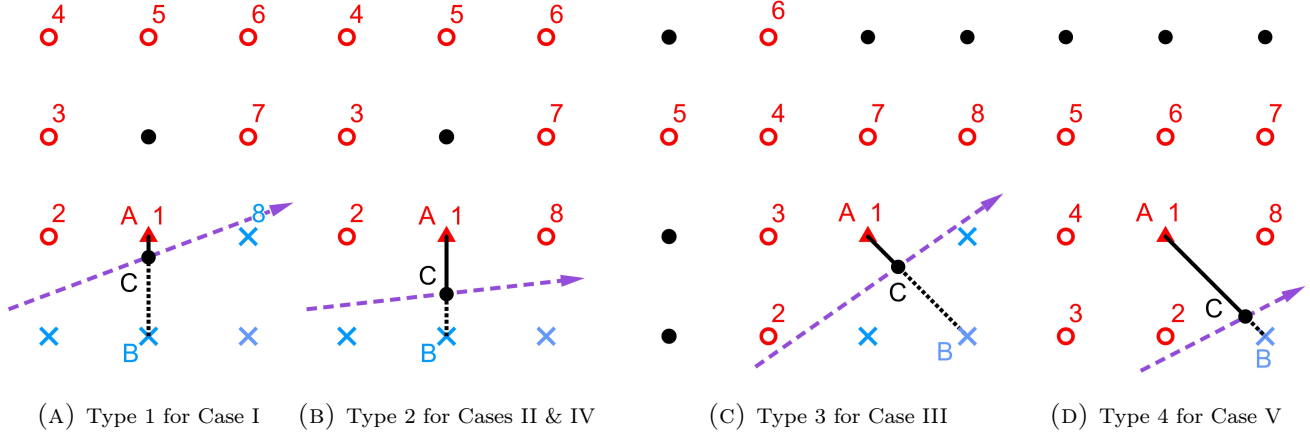 4 5 6 4 5 6 6
3 7 3 7 5 4 7 8 5 6 7
2 A 1 8 2 A 1 8 3 A 1 4 A 1 8
C C C C
B B 2 B 3 2 B
(A) Type 1 for Case I (B) Type 2 for Cases II & IV (C) Type 3 for Case III (D) Type 4 for Case V